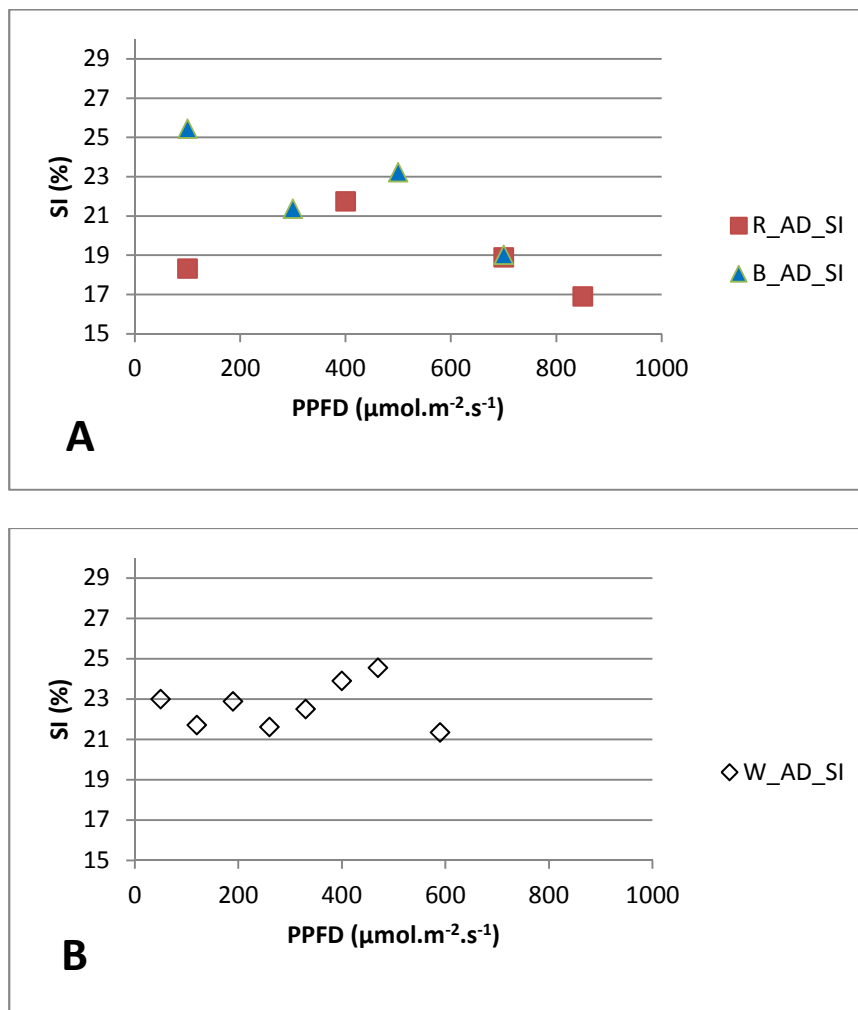 29
27
25
23
21
19
17
15
SI (%)
0 200 400 600 800 1000
PPFD (µmol.m-2.s-1)
R_AD_SI
B_AD_SI
A
29
27
25
23
21
19
17
15
SI (%)
0 200 400 600 800 1000
PPFD (µmol.m-2.s-1)
W_AD_SI
B